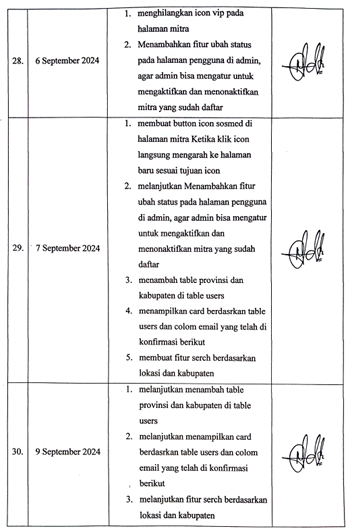 28.
6 September 2024
1. menghilangkan icon vip pada
halaman mitra
2. Menambahkan fitur ubah status
pada halaman pengguna di admin,
agar admin bisa mengatur untuk
mengaktifkan dan menonaktifkan
mitra yang sudah daftar
29.
7 September 2024
1. membuat button icon sosmed di
halaman mitra Ketika klik icon
langsung mengarah ke halaman
baru sesuai tujuan icon
2. melanjutkan Menambahkan fitur
ubah status pada halaman pengguna
di admin, agar admin bisa mengatur
untuk mengaktifkan dan
menonaktifkan mitra yang sudah
daftar
3. menambah table provinsi dan
kabupaten di table users
4. menampilkan card berdasrkan table
users dan colom email yang telah di
konfirmasi berikut
5. membuat fitur serch berdasarkan
lokasi dan kabupaten
30.
9 September 2024
1. melanjutkan menambah table
provinsi dan kabupaten di table
users
2. melanjutkan menampilkan card
berdasrkan table users dan colom
email yang telah di konfirmasi
berikut
3. melanjutkan fitur serch berdasarkan
lokasi dan kabupaten